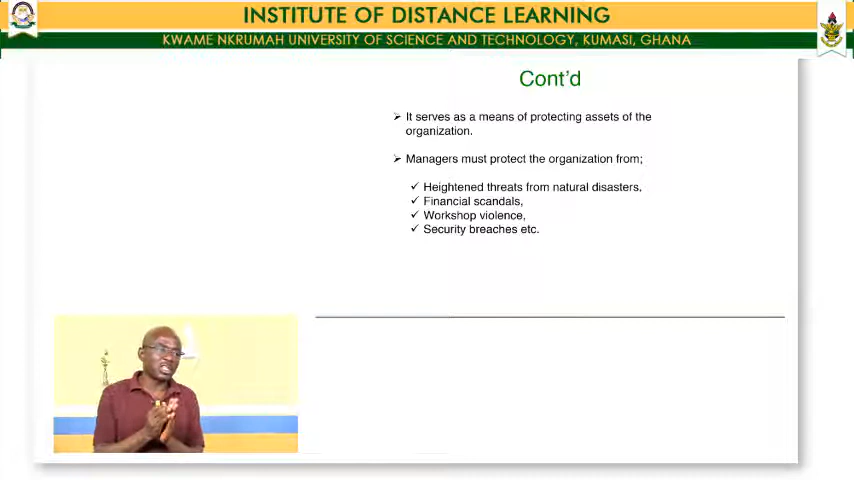 INSTITUTE OF DISTANCE LEARNING
KWAME NKRUMAH UNIVERSITY OF SCIENCE AND TECHNOLOGY, KUMASI, GHANA
Cont'd
➢ It serves as a means of protecting assets of the
organization.
➢ Managers must protect the organization from;
✓ Heightened threats from natural disasters,
✓ Financial scandals,
✓ Workshop violence,
✓ Security breaches etc.